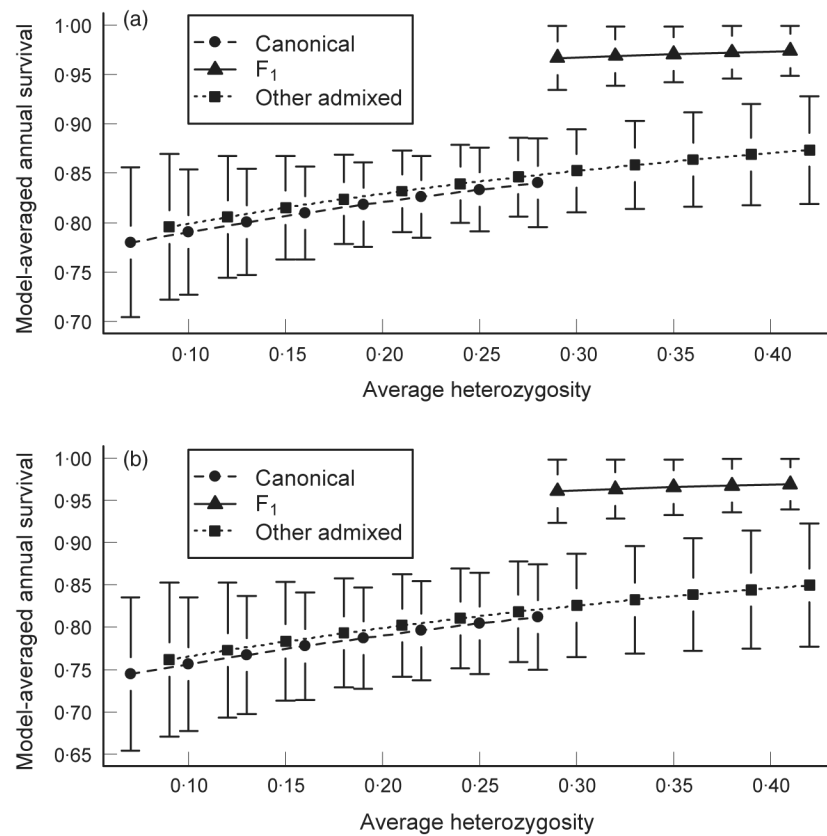 (a)
Canonical
F₁
Other admixed
Model-averaged annual survival
1·00
0·95
0·90
0·85
0·80
0·75
0·70
0·10 0·15 0·20 0·25 0·30 0·35 0·40
Average heterozygosity
(b)
Canonical
F₁
Other admixed
Model-averaged annual survival
1·00
0·95
0·90
0·85
0·80
0·75
0·70
0·65
0·10 0·15 0·20 0·25 0·30 0·35 0·40
Average heterozygosity